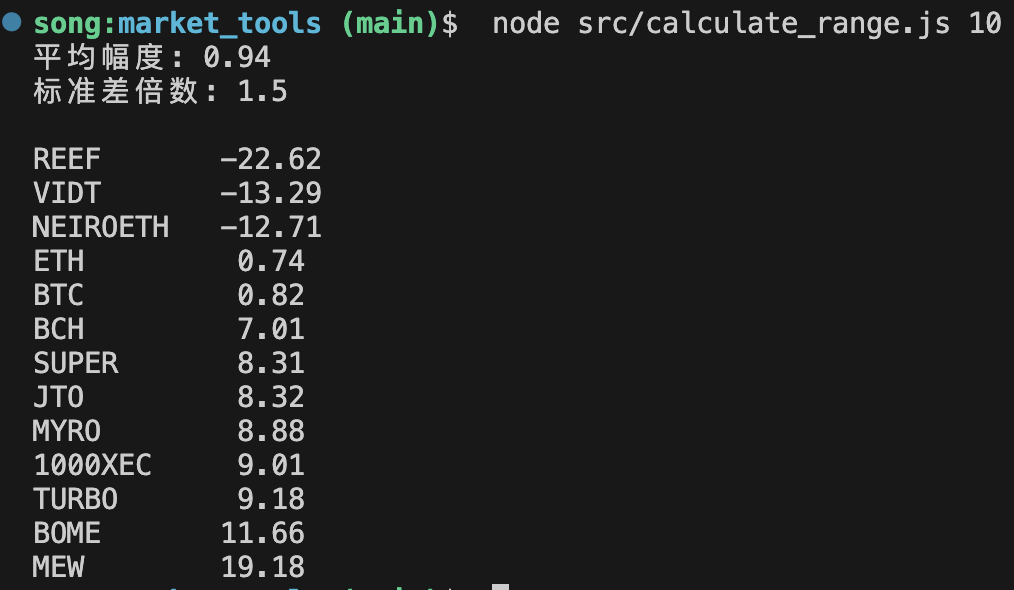 song:market_tools (main)$  node src/calculate_range.js 10
平均幅度: 0.94
标准差倍数: 1.5
REEF -22.62
VIDT -13.29
NEIROETH -12.71
ETH 0.74
BTC 0.82
BCH 7.01
SUPER 8.31
JTO 8.32
MYRO 8.88
1000XEC 9.01
TURBO 9.18
BOME 11.66
MEW 19.18